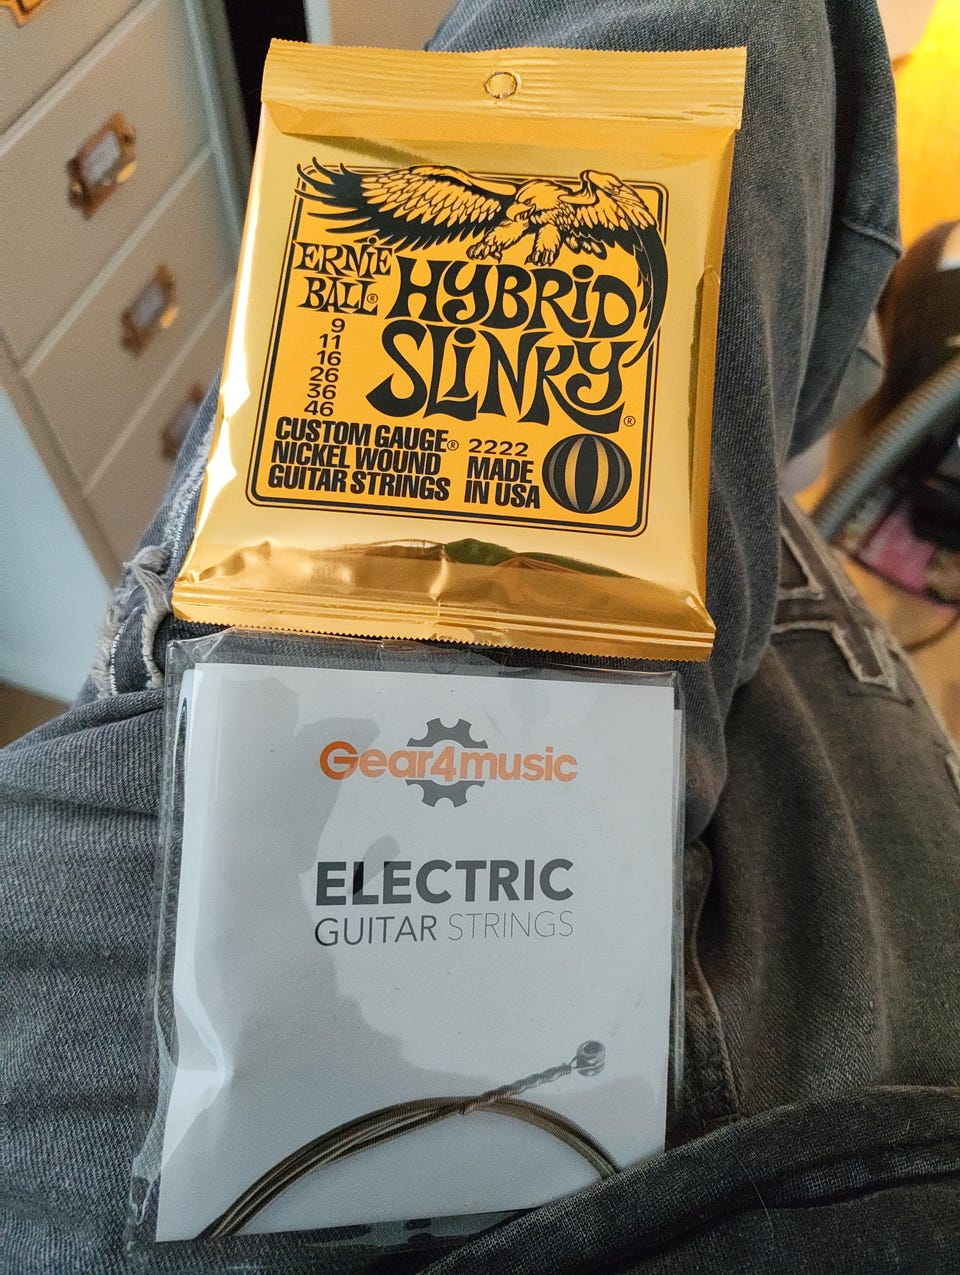 ERNiE
BALL®
HYBRiD
SLiNKY®
9
11
16
26
36
46
CUSTOM GAUGE®
NICKEL WOUND
GUITAR STRINGS
2222
MADE
IN USA
Gear4music
ELECTRIC
GUITAR STRINGS